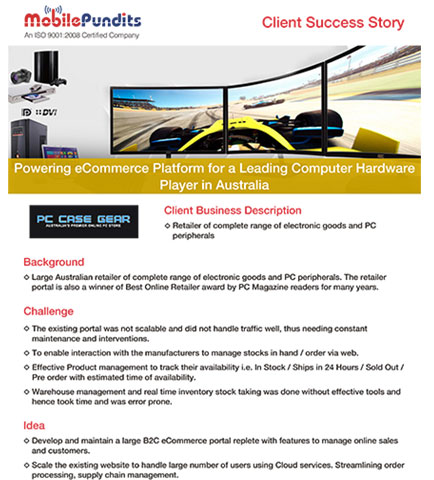 MobilePundits
An ISO 9001:2008 Certified Company
Client Success Story
DVI
Powering eCommerce Platform for a Leading Computer Hardware
Player in Australia
PC CASE GEAR
AUSTRALIA'S PREMIER ONLINE PC STORE
Client Business Description
◇ Retailer of complete range of electronic goods and PC
peripherals
Background
◇ Large Australian retailer of complete range of electronic goods and PC peripherals. The retailer
portal is also a winner of Best Online Retailer award by PC Magazine readers for many years.
Challenge
◇ The existing portal was not scalable and did not handle traffic well, thus needing constant
maintenance and interventions.
◇ To enable interaction with the manufacturers to manage stocks in hand / order via web.
◇ Effective Product management to track their availability i.e. In Stock / Ships in 24 Hours / Sold Out /
Pre order with estimated time of availability.
◇ Warehouse management and real time inventory stock taking was done without effective tools and
hence took time and was error prone.
Idea
◇ Develop and maintain a large B2C eCommerce portal replete with features to manage online sales
and customers.
◇ Scale the existing website to handle large number of users using Cloud services. Streamlining order
processing, supply chain management.